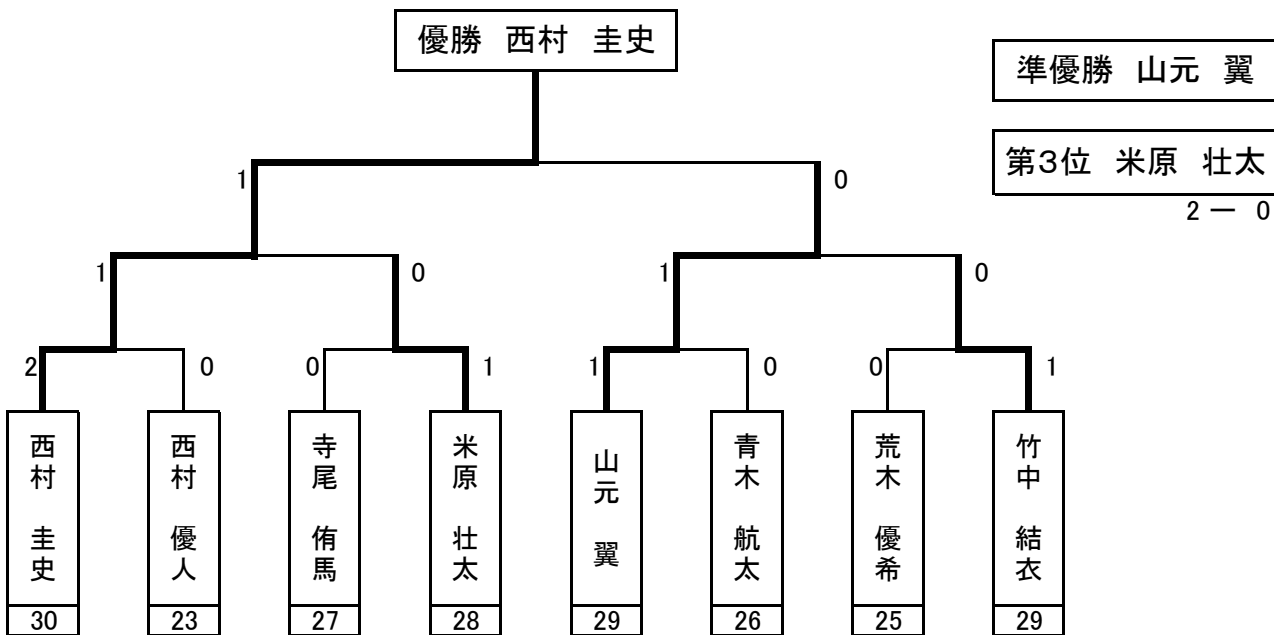 優勝 西村 圭史
準優勝 山元 翼
第3位 米原 壮太
2 ー 0
1
0
1
0
1
0
2
0
0
1
1
0
0
1
西村 圭史
西村 優人
寺尾 侑馬
米原 壮太
山元 翼
青木 航太
荒木 優希
竹中 結衣
30
23
27
28
29
26
25
29